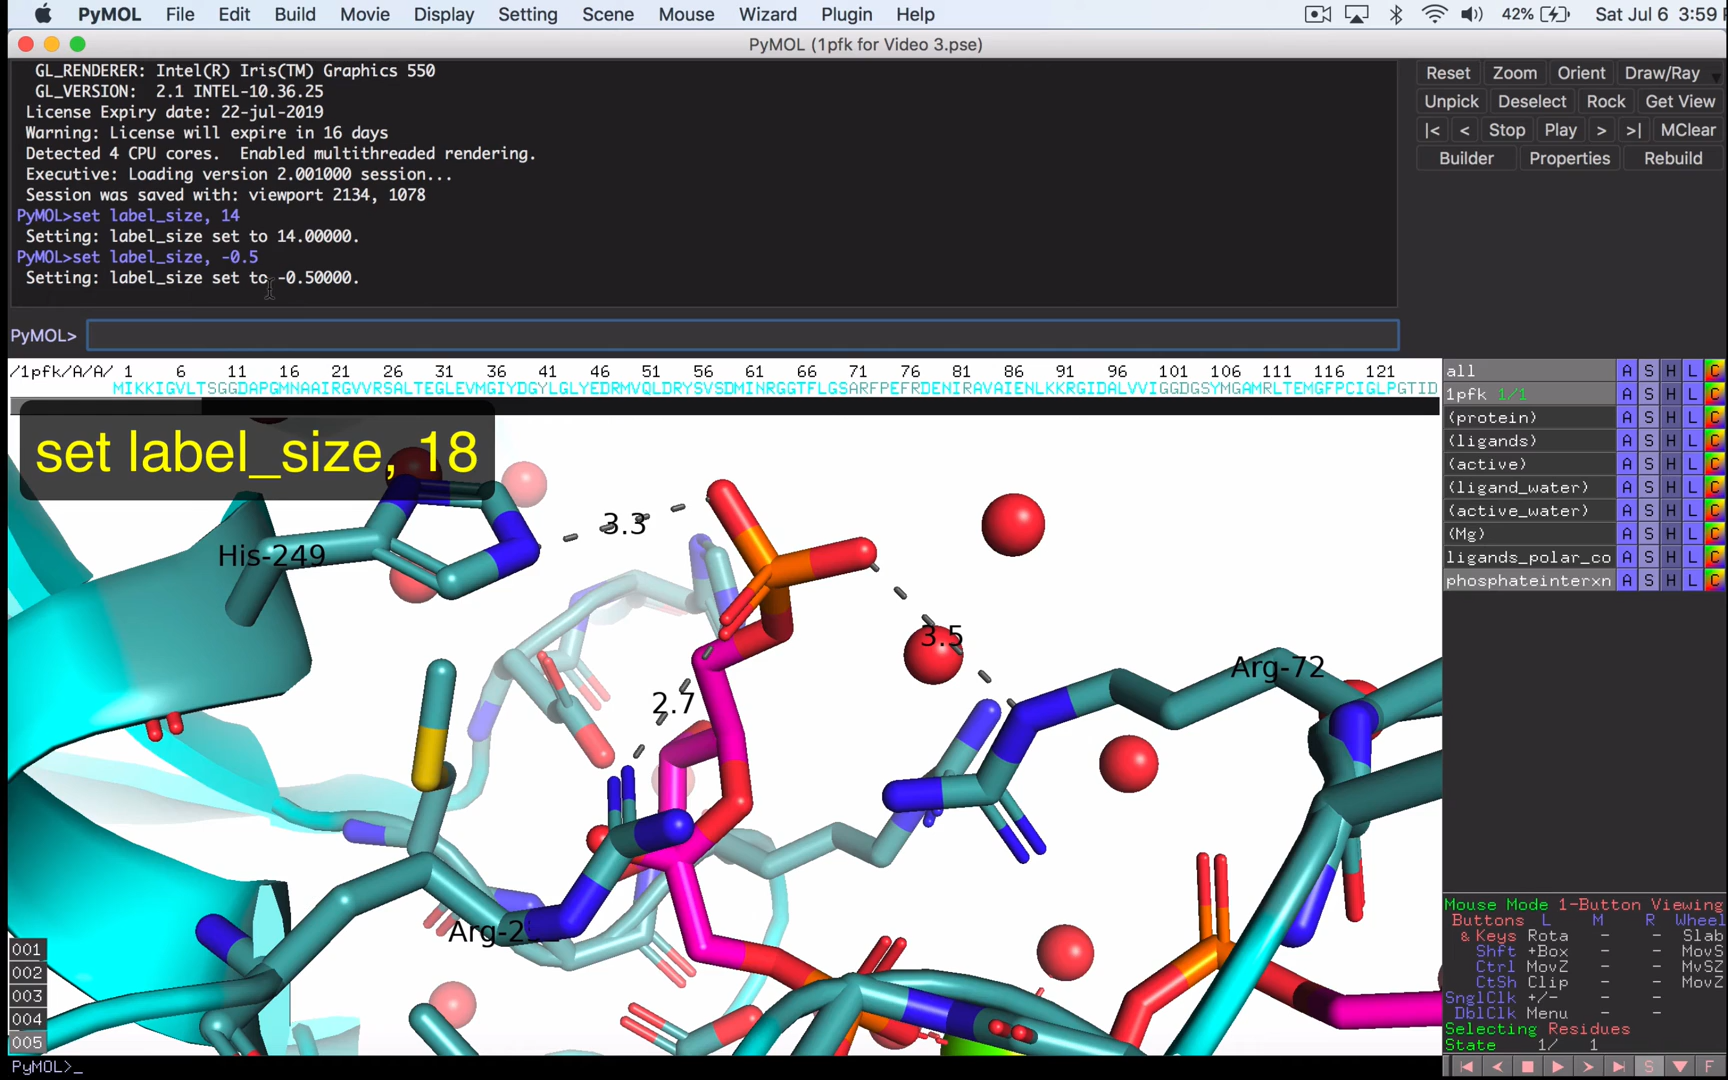 PyMOL File Edit Build Movie Display Setting Scene Mouse Wizard Plugin Help 42% Sat Jul 6 3:59
PyMOL (1pfk for Video 3.pse)
GL_RENDERER: Intel(R) Iris(TM) Graphics 550
GL_VERSION: 2.1 INTEL-10.36.25
License Expiry date: 22-jul-2019
Warning: License will expire in 16 days
Detected 4 CPU cores. Enabled multithreaded rendering.
Executive: Loading version 2.001000 session...
Session was saved with: viewport 2134, 1078
PyMOL>set label_size, 14
Setting: label_size set to 14.00000.
PyMOL>set label_size, -0.5
Setting: label_size set to -0.50000.
PyMOL>
Reset Zoom Orient Draw/Ray
Unpick Deselect Rock Get View
|< < Stop Play > >| MClear
Builder Properties Rebuild
/1pfk/A/A/ 1 6 11 16 21 26 31 36 41 46 51 56 61 66 71 76 81 86 91 96 101 106 111 116 121
MIKKIGVLTSGGDAPGMNAAIRGVVRSALTEGLEVMGIYDGYLGLYEDRMVQLDRYSVSDMINRGGTFLGSARFPEFRDENIRAVAIENLKKRGIDALVVIGGDGSYMGAMRLTEMGFPCIGLPGTID
set label_size, 18
3.3
His-249
3.5
Arg-72
2.7
Arg-2
001
002
003
004
005
all A S H L C
1pfk 1/1 A S H L C
(protein) A S H L C
(ligands) A S H L C
(active) A S H L C
(ligand_water) A S H L C
(active_water) A S H L C
(Mg) A S H L C
ligands_polar_co A S H L C
phosphateinterxn A S H L C
Mouse Mode 1-Button Viewing
Buttons L M R Wheel
& Keys Rota - - Slab
Shft +Box - - MovS
Ctrl MovZ - - MvSZ
CtSh Clip - - MovZ
SnglClk +/- - -
DblClk Menu - -
Selecting Residues
State 1/ 1
S F
PyMOL>_